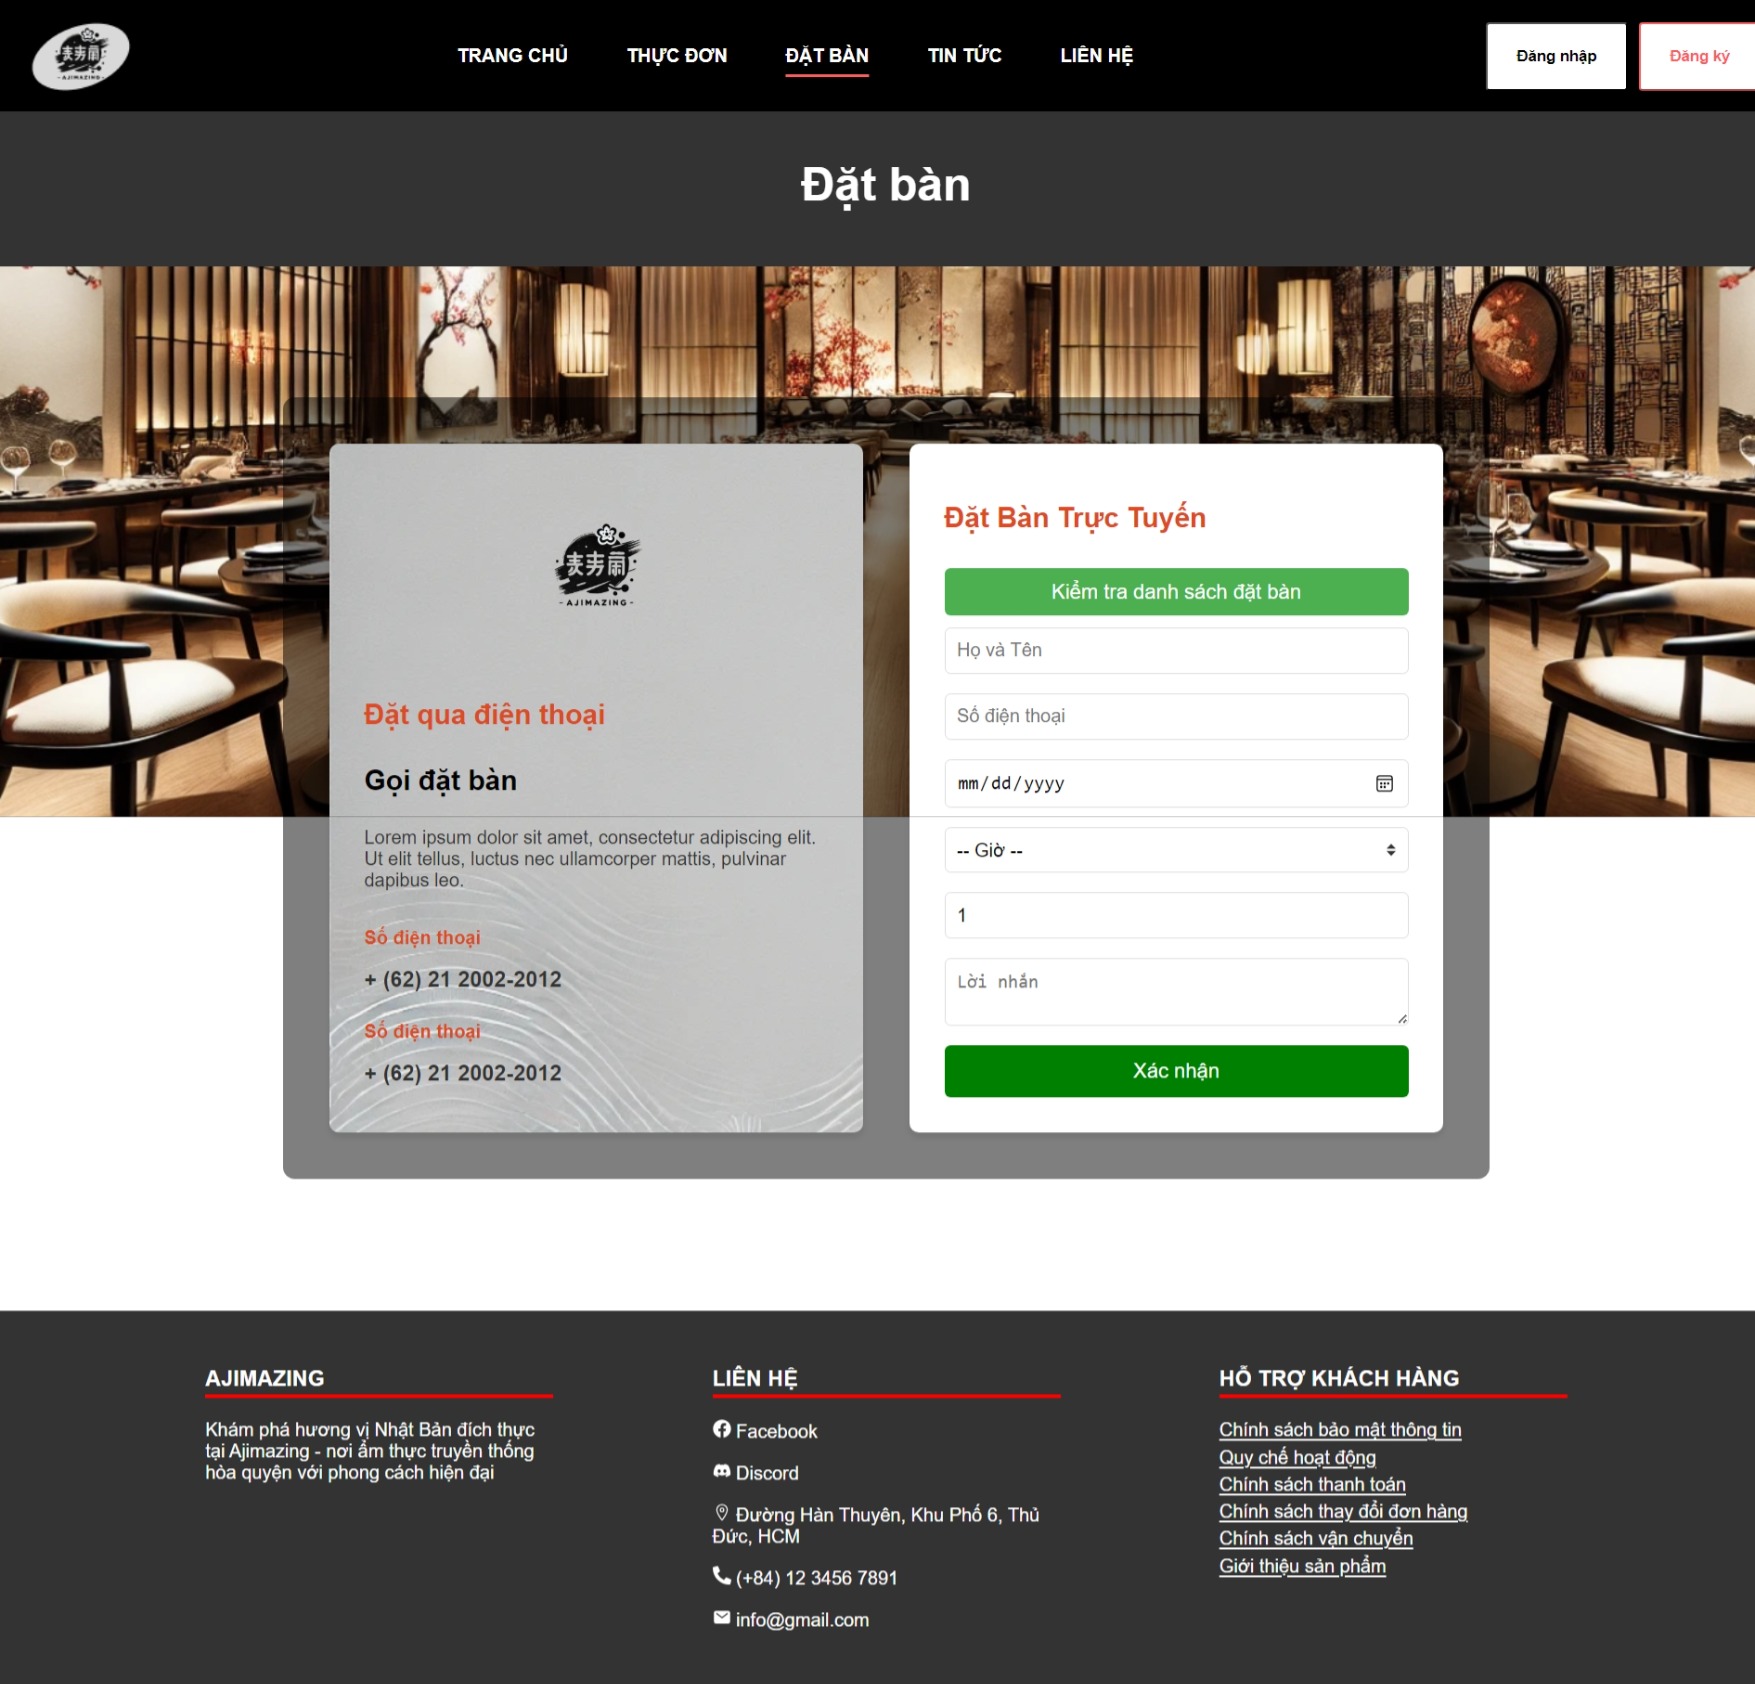 - AJIMAZING -
TRANG CHỦ
THỰC ĐƠN
ĐẶT BÀN
TIN TỨC
LIÊN HỆ
Đăng nhập
Đăng ký
Đặt bàn
- AJIMAZING -
Đặt qua điện thoại
Gọi đặt bàn
Lorem ipsum dolor sit amet, consectetur adipiscing elit.
Ut elit tellus, luctus nec ullamcorper mattis, pulvinar
dapibus leo.
Số điện thoại
+ (62) 21 2002-2012
Số điện thoại
+ (62) 21 2002-2012
Đặt Bàn Trực Tuyến
Kiểm tra danh sách đặt bàn
Họ và Tên
Số điện thoại
mm/dd/yyyy
-- Giờ --
1
Lời nhắn
Xác nhận
AJIMAZING
Khám phá hương vị Nhật Bản đích thực
tại Ajimazing - nơi ẩm thực truyền thống
hòa quyện với phong cách hiện đại
LIÊN HỆ
Facebook
Discord
Đường Hàn Thuyên, Khu Phố 6, Thủ
Đức, HCM
(+84) 12 3456 7891
info@gmail.com
HỖ TRỢ KHÁCH HÀNG
Chính sách bảo mật thông tin
Quy chế hoạt động
Chính sách thanh toán
Chính sách thay đổi đơn hàng
Chính sách vận chuyển
Giới thiệu sản phẩm